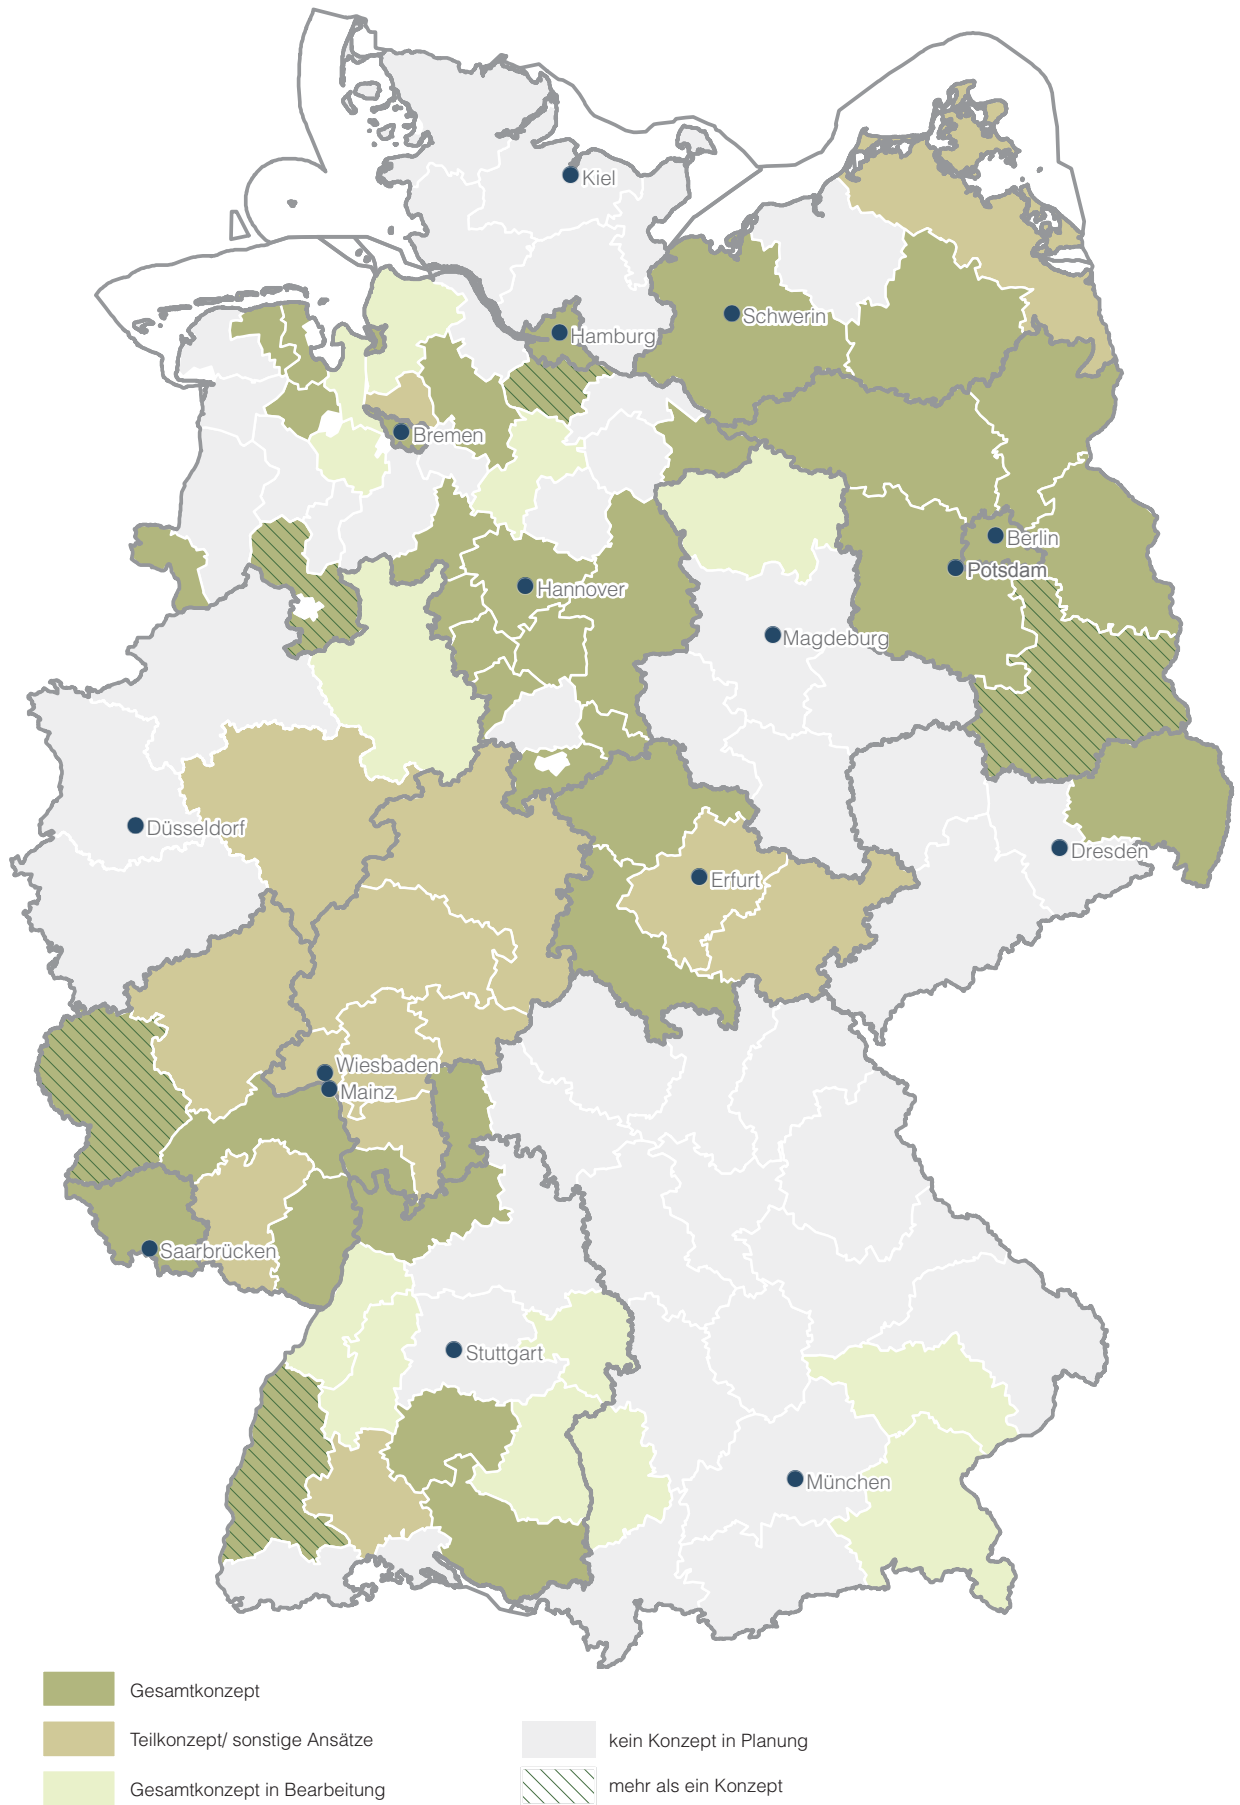 Kiel
Schwerin
Hamburg
Bremen
Berlin
Potsdam
Hannover
Magdeburg
Düsseldorf
Dresden
Erfurt
Wiesbaden
Mainz
Saarbrücken
Stuttgart
München
Gesamtkonzept
Teilkonzept/ sonstige Ansätze
kein Konzept in Planung
Gesamtkonzept in Bearbeitung
mehr als ein Konzept